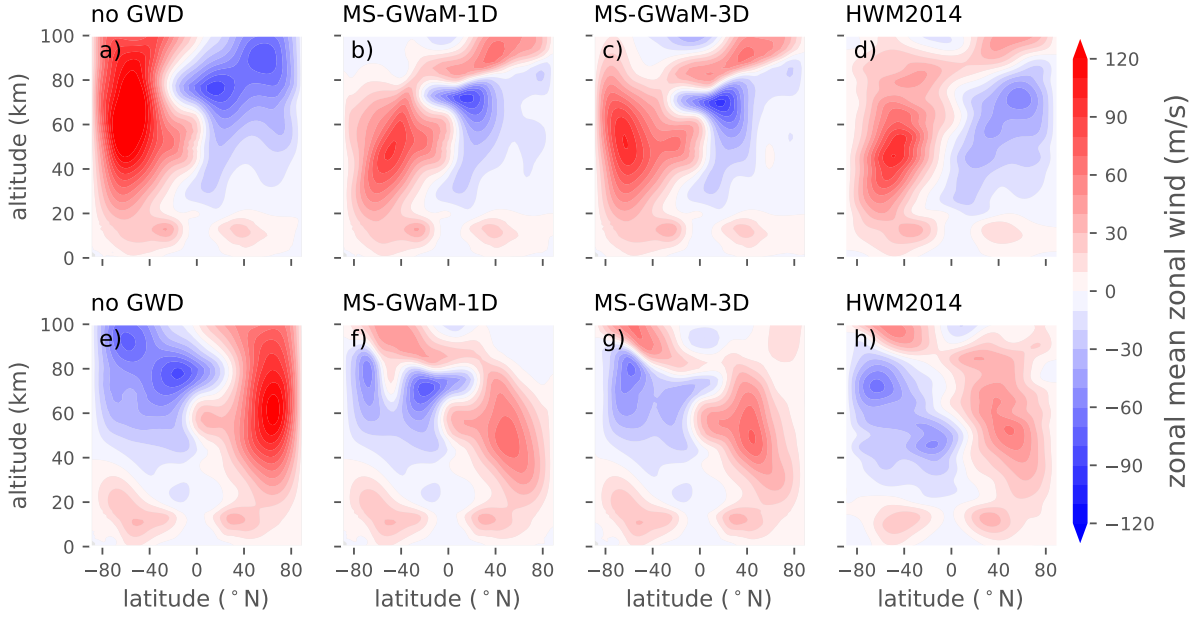 no GWD MS-GWaM-1D MS-GWaM-3D HWM2014
a) b) c) d)
100
80
60
40
20
0
altitude (km)
no GWD MS-GWaM-1D MS-GWaM-3D HWM2014
e) f) g) h)
100
80
60
40
20
0
altitude (km)
−80 −40 0 40 80 −80 −40 0 40 80 −80 −40 0 40 80 −80 −40 0 40 80
latitude (°N) latitude (°N) latitude (°N) latitude (°N)
120
90
60
30
0
−30
−60
−90
−120
zonal mean zonal wind (m/s)